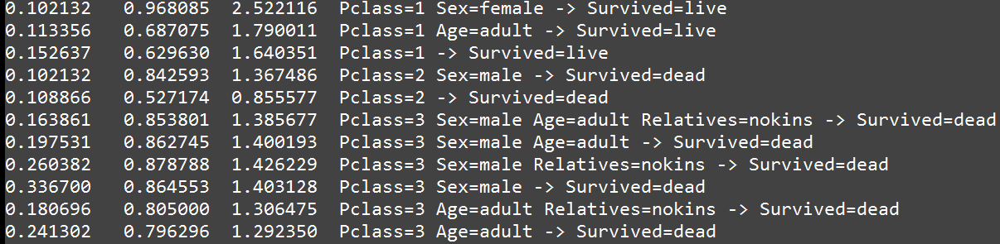 0.102132 0.968085 2.522116 Pclass=1 Sex=female -> Survived=live
0.113356 0.687075 1.790011 Pclass=1 Age=adult -> Survived=live
0.152637 0.629630 1.640351 Pclass=1 -> Survived=live
0.102132 0.842593 1.367486 Pclass=2 Sex=male -> Survived=dead
0.108866 0.527174 0.855577 Pclass=2 -> Survived=dead
0.163861 0.853801 1.385677 Pclass=3 Sex=male Age=adult Relatives=nokins -> Survived=dead
0.197531 0.862745 1.400193 Pclass=3 Sex=male Age=adult -> Survived=dead
0.260382 0.878788 1.426229 Pclass=3 Sex=male Relatives=nokins -> Survived=dead
0.336700 0.864553 1.403128 Pclass=3 Sex=male -> Survived=dead
0.180696 0.805000 1.306475 Pclass=3 Age=adult Relatives=nokins -> Survived=dead
0.241302 0.796296 1.292350 Pclass=3 Age=adult -> Survived=dead